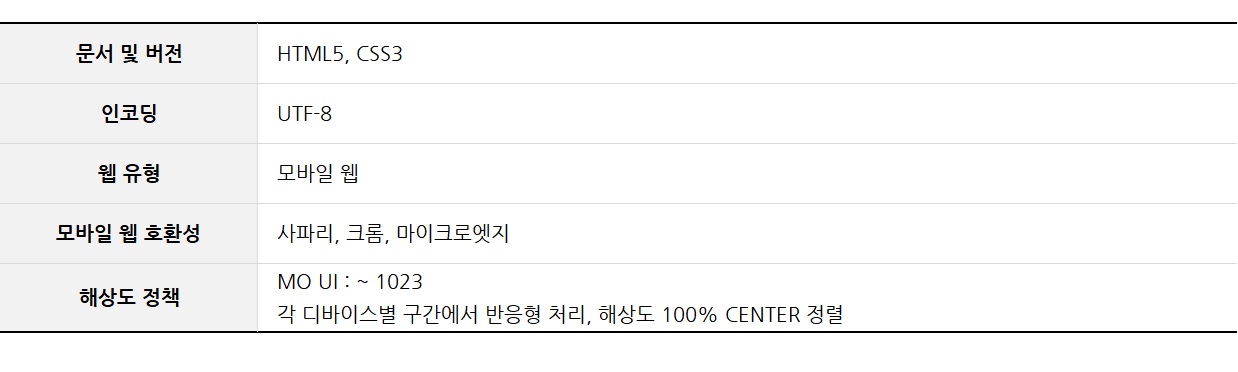 문서 및 버전 HTML5, CSS3
인코딩 UTF-8
웹 유형 모바일 웹
모바일 웹 호환성 사파리, 크롬, 마이크로엣지
해상도 정책 MO UI : ~ 1023
각 디바이스별 구간에서 반응형 처리, 해상도 100% CENTER 정렬